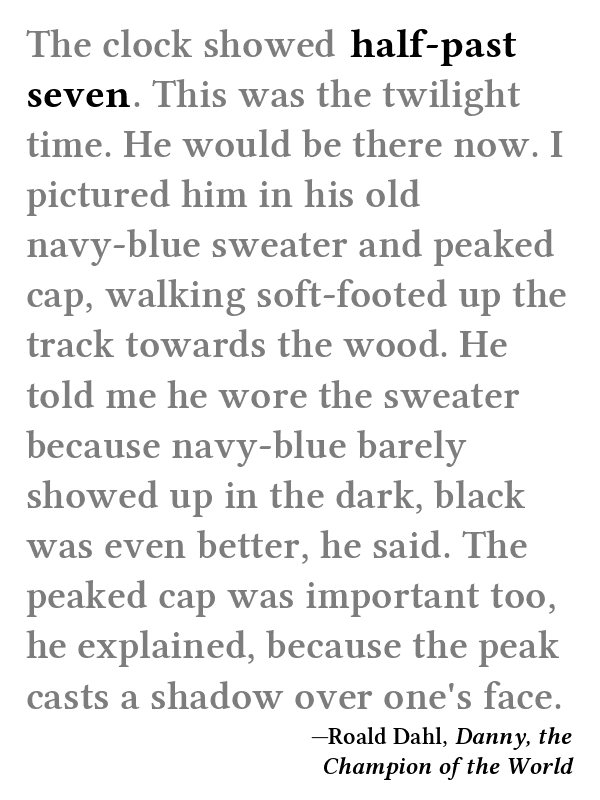 The clock showed half-past
seven. This was the twilight
time. He would be there now. I
pictured him in his old
navy-blue sweater and peaked
cap, walking soft-footed up the
track towards the wood. He
told me he wore the sweater
because navy-blue barely
showed up in the dark, black
was even better, he said. The
peaked cap was important too,
he explained, because the peak
casts a shadow over one's face.
—Roald Dahl, Danny, the
Champion of the World